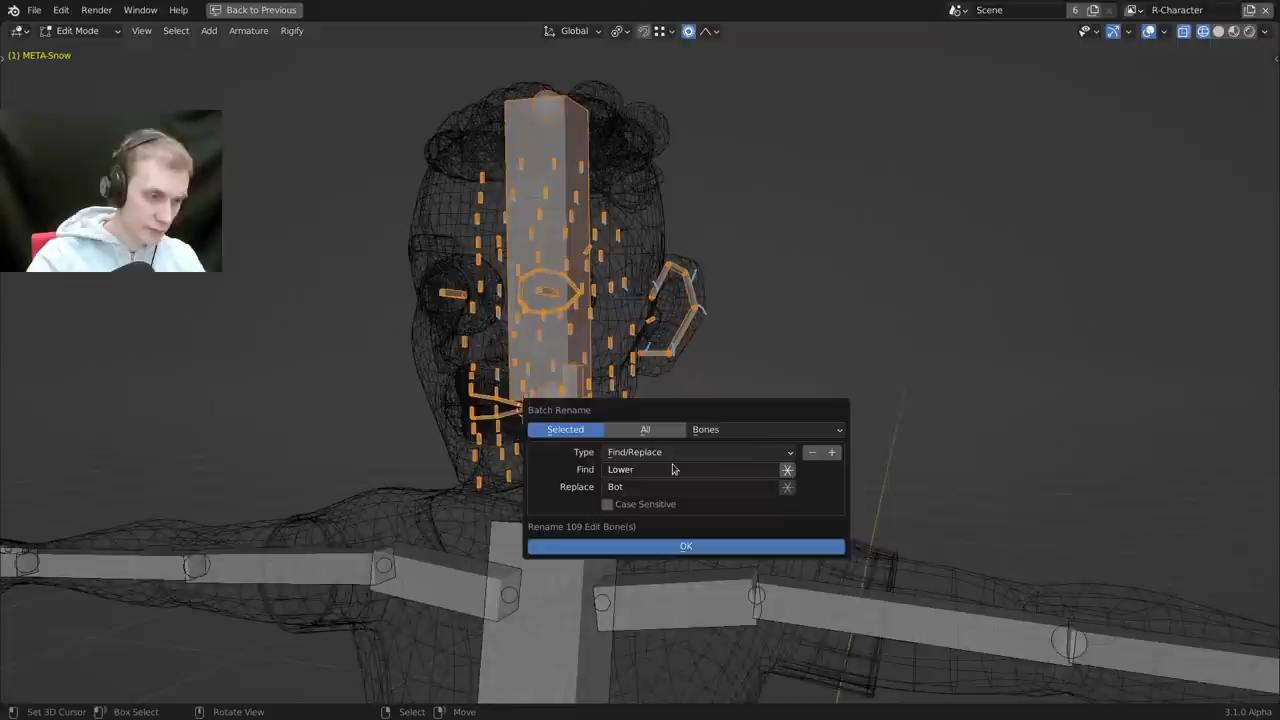 File Edit Render Window Help Back to Previous Scene 6 R-Character
Edit Mode View Select Add Armature Rigify Global
(1) META-Snow
Batch Rename
Selected All Bones
Type Find/Replace
Find Lower
Replace Bot
Case Sensitive
Rename 109 Edit Bone(s)
OK
Set 3D Cursor Box Select Rotate View Select Move 3.1.0 Alpha